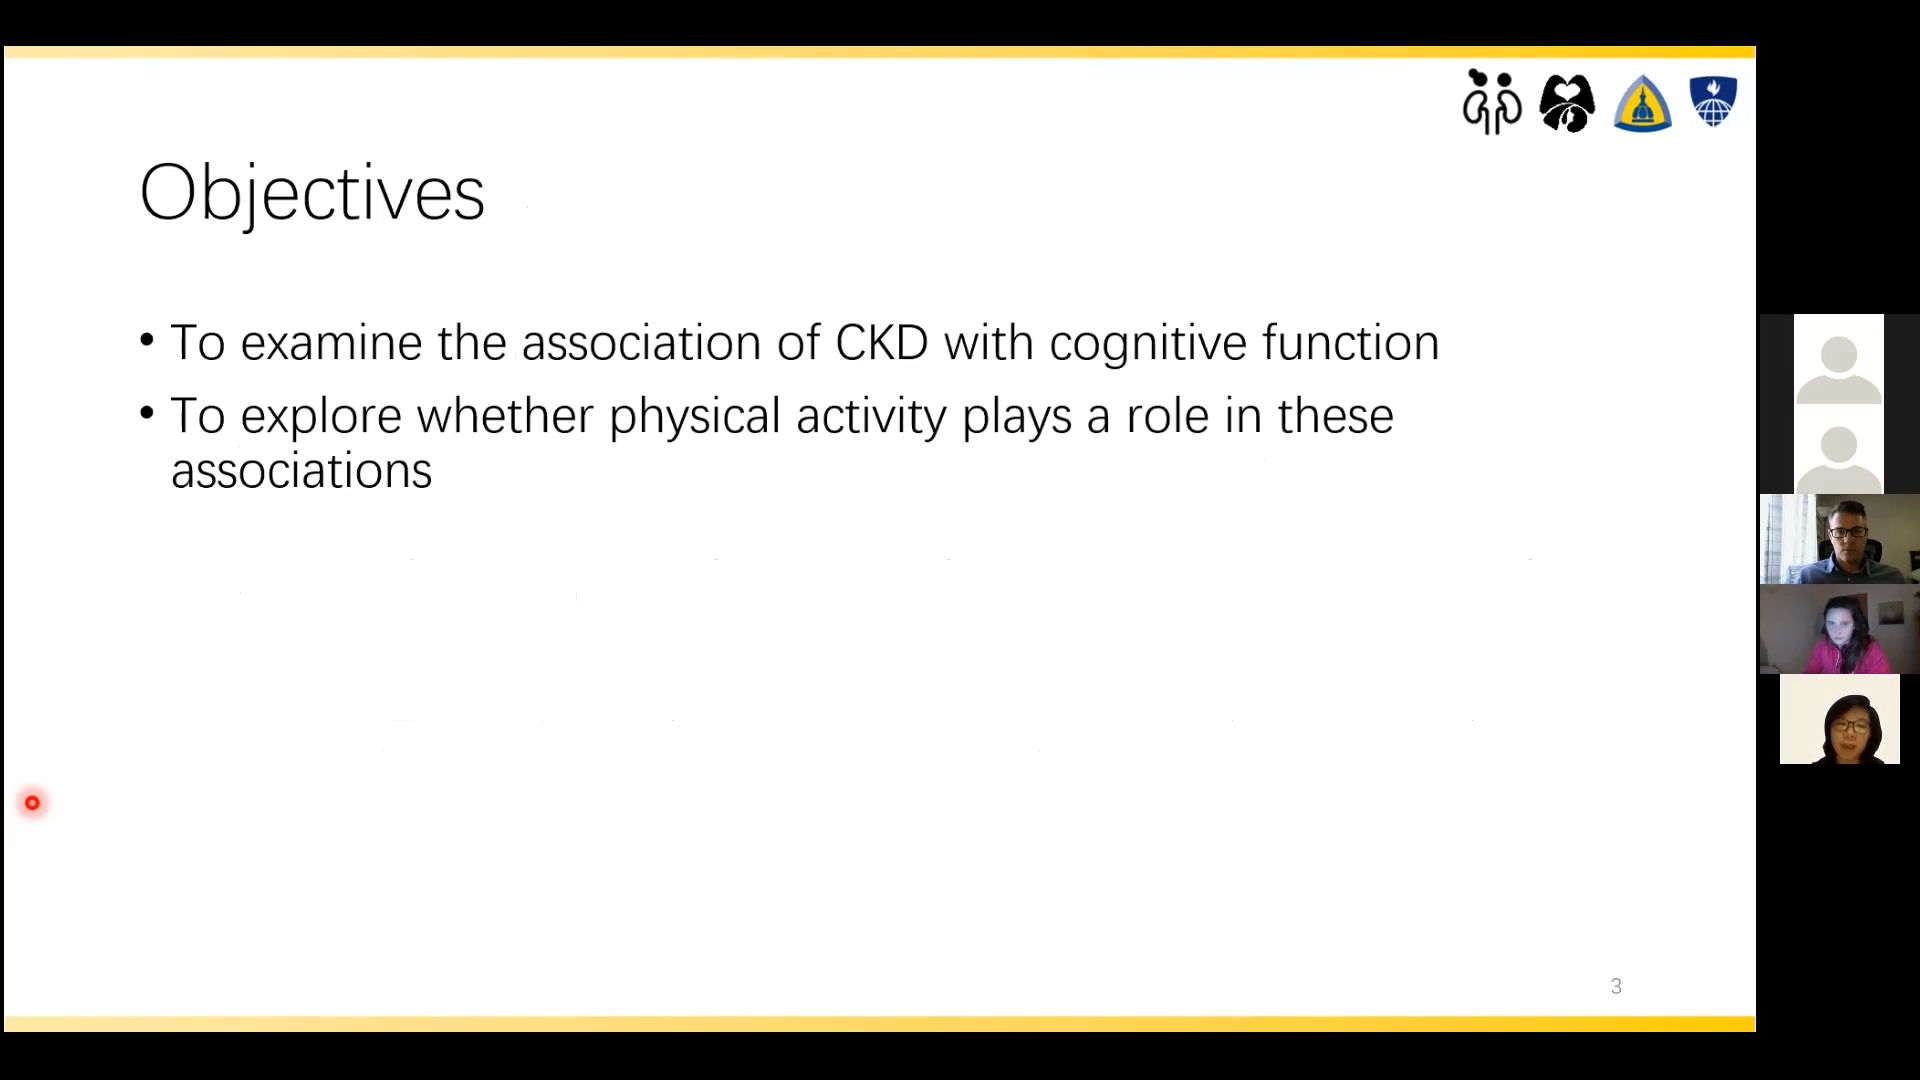 Objectives
• To examine the association of CKD with cognitive function
• To explore whether physical activity plays a role in these
associations
3